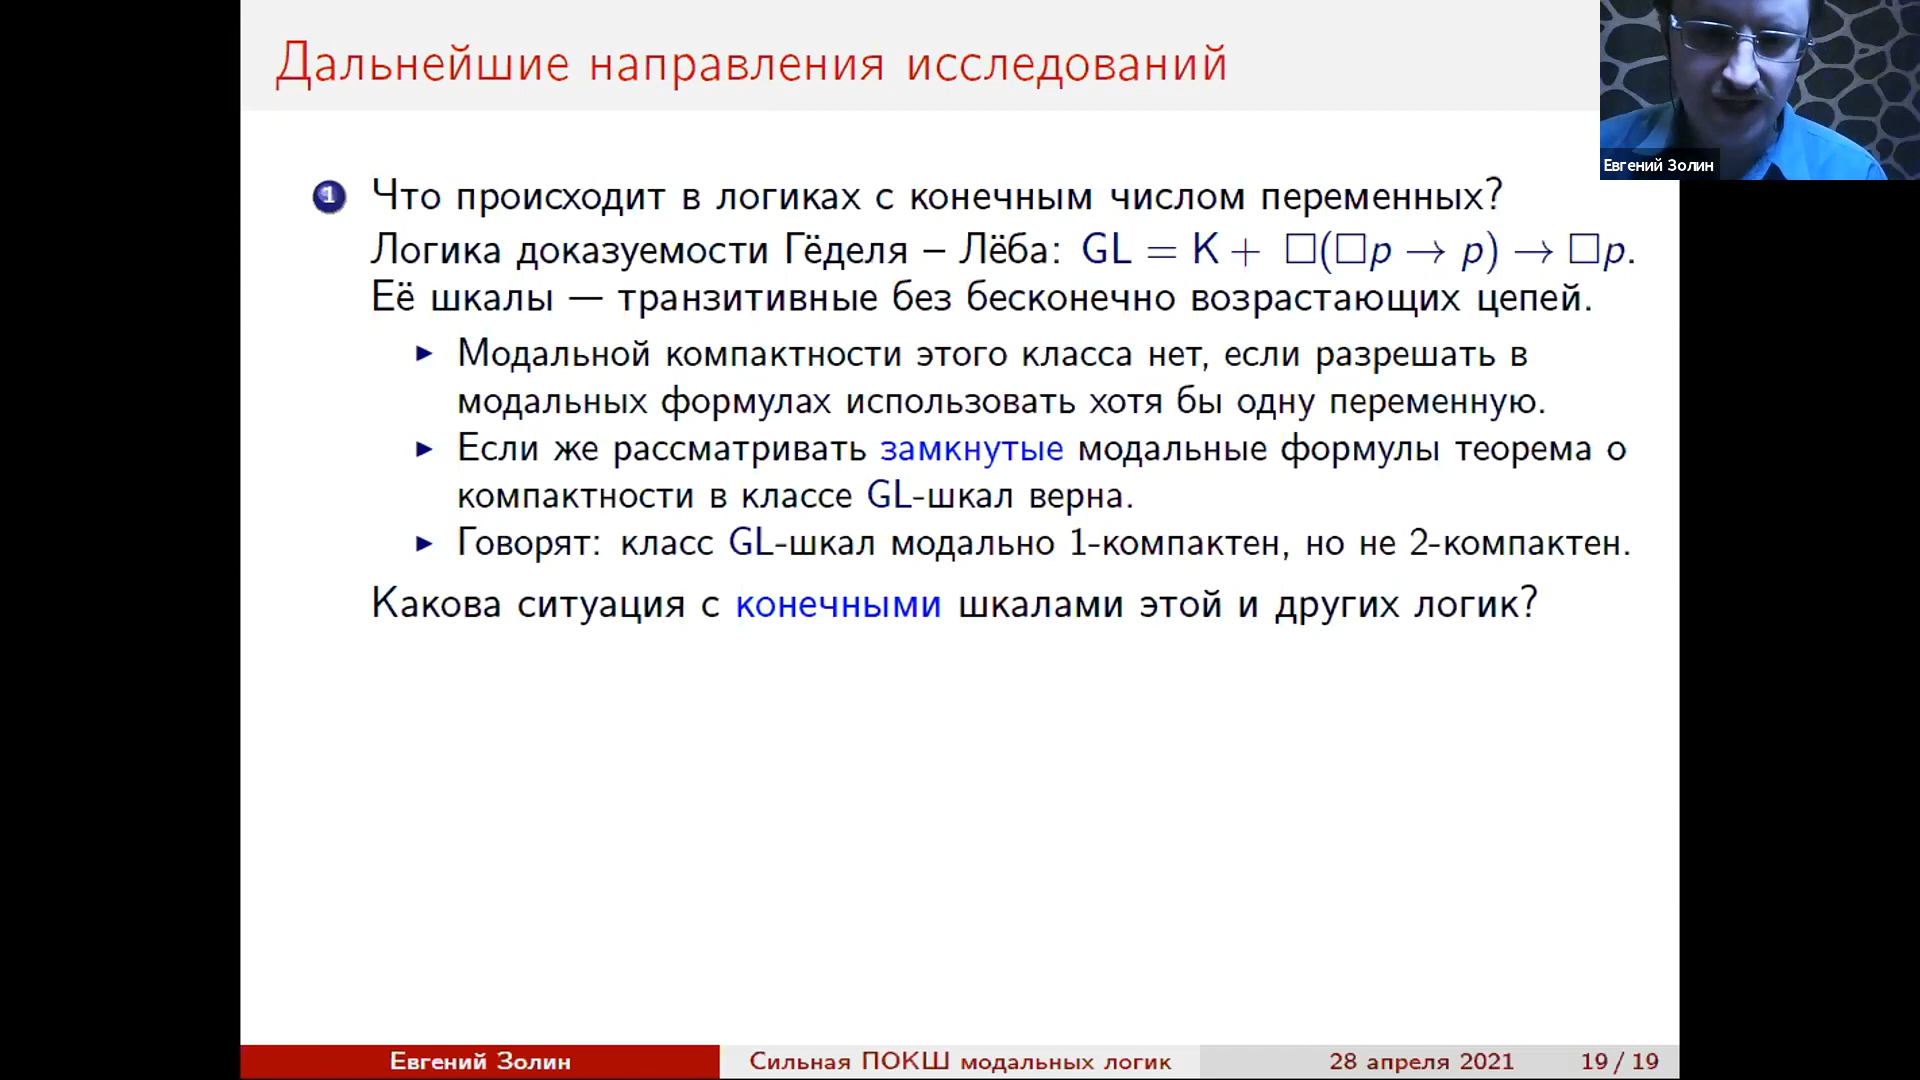 Дальнейшие направления исследований
Евгений Золин
1 Что происходит в логиках с конечным числом переменных?
Логика доказуемости Гёделя – Лёба: GL = K + □(□p → p) → □p.
Её шкалы — транзитивные без бесконечно возрастающих цепей.
▶ Модальной компактности этого класса нет, если разрешать в
модальных формулах использовать хотя бы одну переменную.
▶ Если же рассматривать замкнутые модальные формулы теорема о
компактности в классе GL-шкал верна.
▶ Говорят: класс GL-шкал модально 1-компактен, но не 2-компактен.
Какова ситуация с конечными шкалами этой и других логик?
Евгений Золин Сильная ПОКШ модальных логик 28 апреля 2021 19 / 19